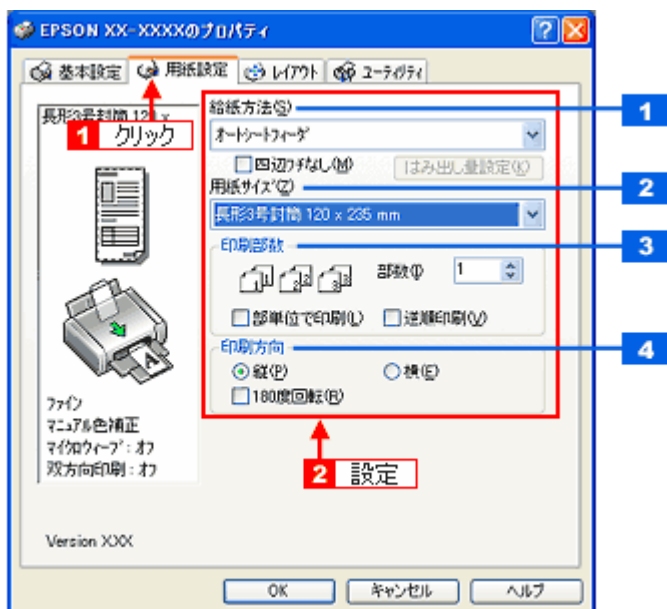 EPSON XX-XXXXのプロパティ
基本設定 用紙設定 レイアウト ユーティリティ
長形3号封筒 120 x
1 クリック
給紙方法(S)
1
オートシートフィーダ
四辺フチなし(M) はみ出し量設定(K)
用紙サイズ(Z)
2
長形3号封筒 120 x 235 mm
印刷部数
3
部数(I) 1
部単位で印刷(L) 逆順印刷(V)
印刷方向
4
縦(P) 横(E)
180度回転(R)
2 設定
ファイン
マニュアル色補正
マイクロウィーブ：オフ
双方向印刷：オフ
Version XXX
OK キャンセル ヘルプ